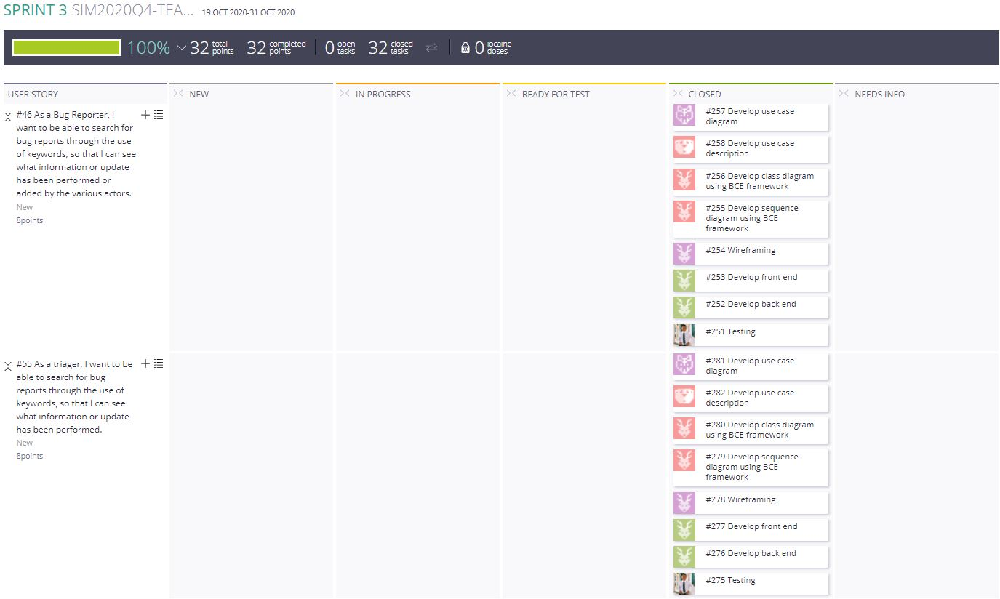 SPRINT 3 SIM2020Q4-TEA... 19 OCT 2020-31 OCT 2020
100% 32 total points 32 completed points 0 open tasks 32 closed tasks 0 iocaine doses
USER STORY NEW IN PROGRESS READY FOR TEST CLOSED NEEDS INFO
#46 As a Bug Reporter, I
want to be able to search for
bug reports through the use
of keywords, so that I can see
what information or update
has been performed or
added by the various actors.
New
8points
#257 Develop use case
diagram
#258 Develop use case
description
#256 Develop class diagram
using BCE framework
#255 Develop sequence
diagram using BCE
framework
#254 Wireframing
#253 Develop front end
#252 Develop back end
#251 Testing
#55 As a triager, I want to be
able to search for bug
reports through the use of
keywords, so that I can see
what information or update
has been performed.
New
8points
#281 Develop use case
diagram
#282 Develop use case
description
#280 Develop class diagram
using BCE framework
#279 Develop sequence
diagram using BCE
framework
#278 Wireframing
#277 Develop front end
#276 Develop back end
#275 Testing